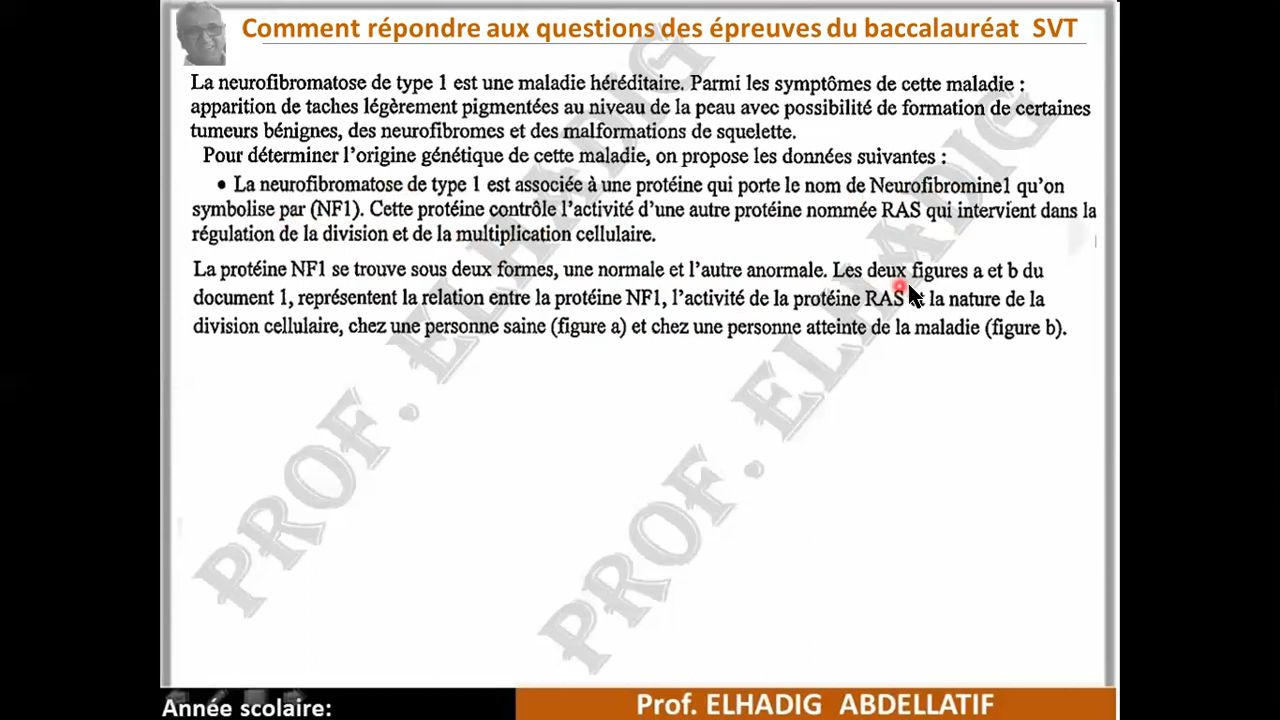 Comment répondre aux questions des épreuves du baccalauréat SVT
La neurofibromatose de type 1 est une maladie héréditaire. Parmi les symptômes de cette maladie :
apparition de taches légèrement pigmentées au niveau de la peau avec possibilité de formation de certaines
tumeurs bénignes, des neurofibromes et des malformations de squelette.
Pour déterminer l'origine génétique de cette maladie, on propose les données suivantes :
• La neurofibromatose de type 1 est associée à une protéine qui porte le nom de Neurofibromine1 qu'on
symbolise par (NF1). Cette protéine contrôle l'activité d'une autre protéine nommée RAS qui intervient dans la
régulation de la division et de la multiplication cellulaire.
La protéine NF1 se trouve sous deux formes, une normale et l'autre anormale. Les deux figures a et b du
document 1, représentent la relation entre la protéine NF1, l'activité de la protéine RAS la nature de la
division cellulaire, chez une personne saine (figure a) et chez une personne atteinte de la maladie (figure b).
PROF. ELHADIG
PROF. ELHADIG
Année scolaire:
Prof. ELHADIG ABDELLATIF